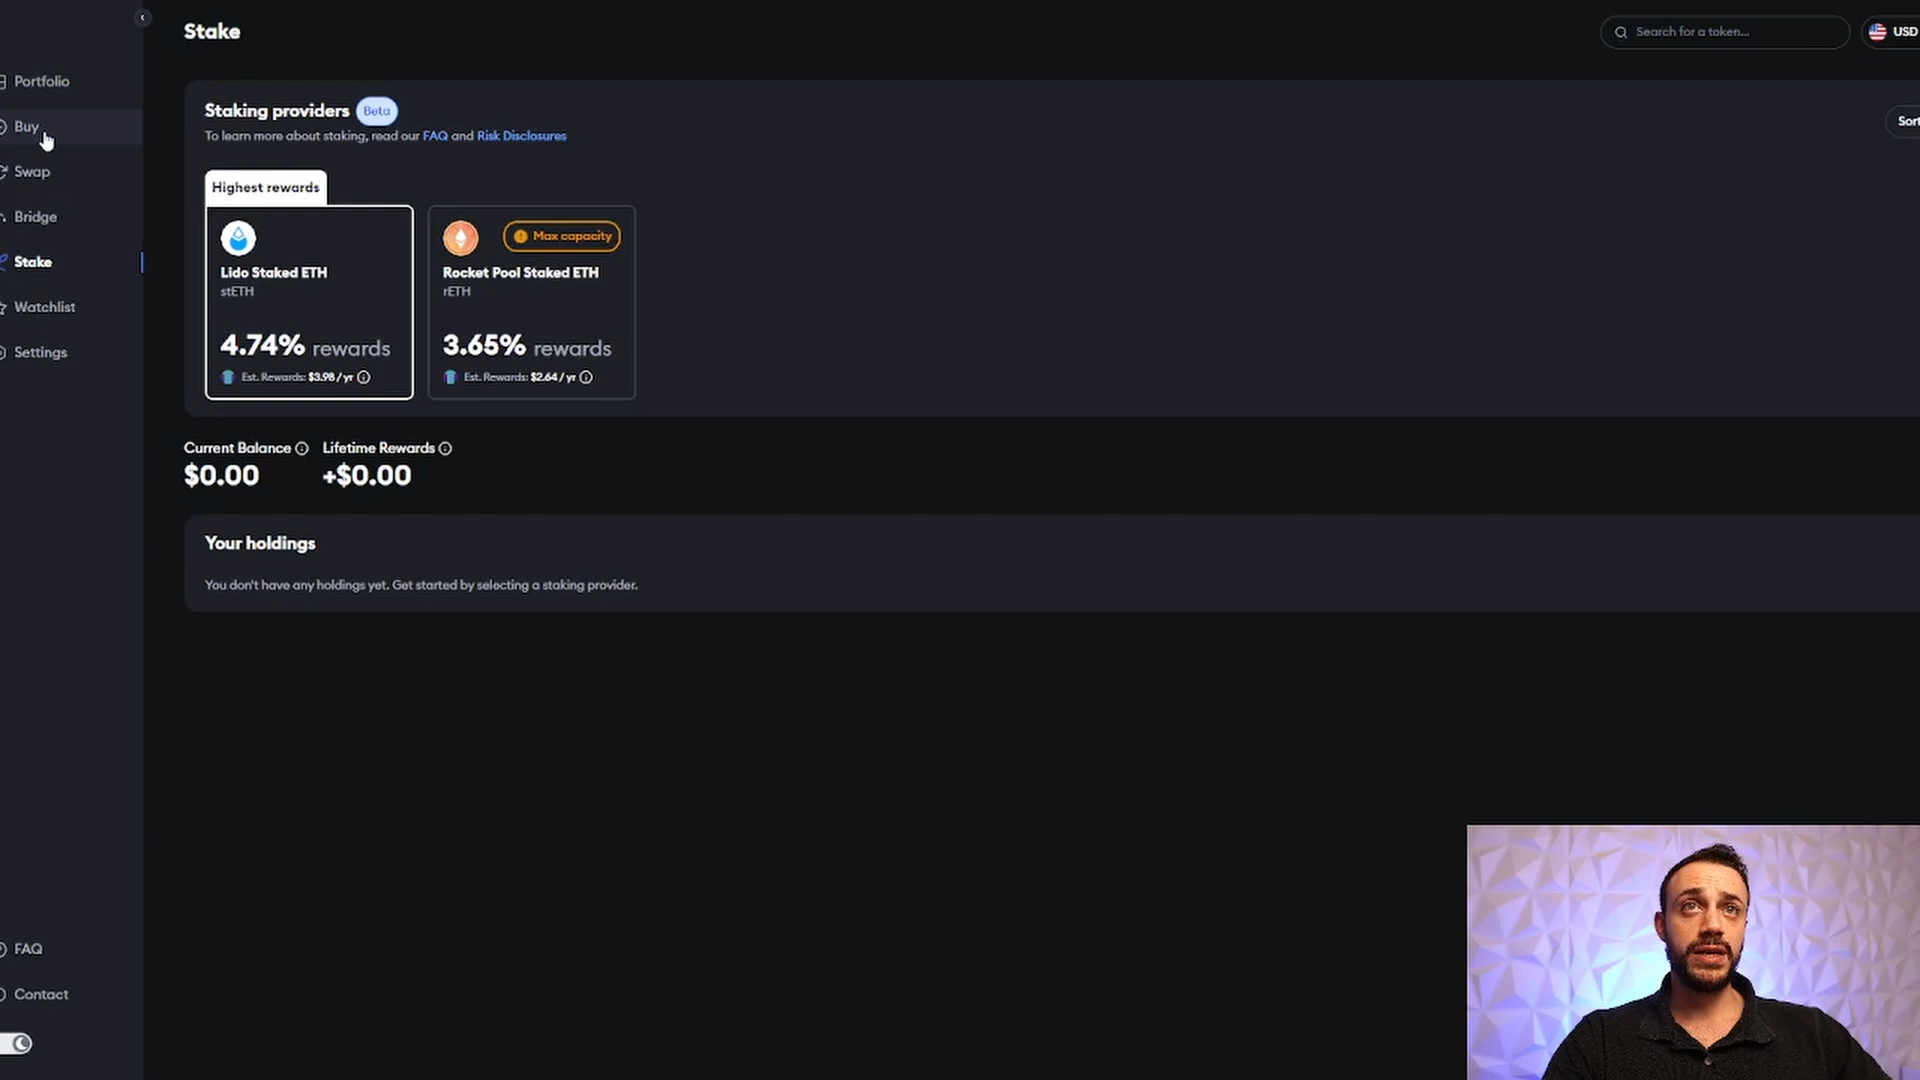 Stake
Search for a token...
USD
Portfolio
Buy
Swap
Bridge
Stake
Watchlist
Settings
Staking providers Beta
To learn more about staking, read our FAQ and Risk Disclosures
Sort
Highest rewards
Lido Staked ETH
stETH
4.74% rewards
Est. Rewards: $3.98 / yr
Max capacity
Rocket Pool Staked ETH
rETH
3.65% rewards
Est. Rewards: $2.64 / yr
Current Balance
$0.00
Lifetime Rewards
+$0.00
Your holdings
You don't have any holdings yet. Get started by selecting a staking provider.
FAQ
Contact